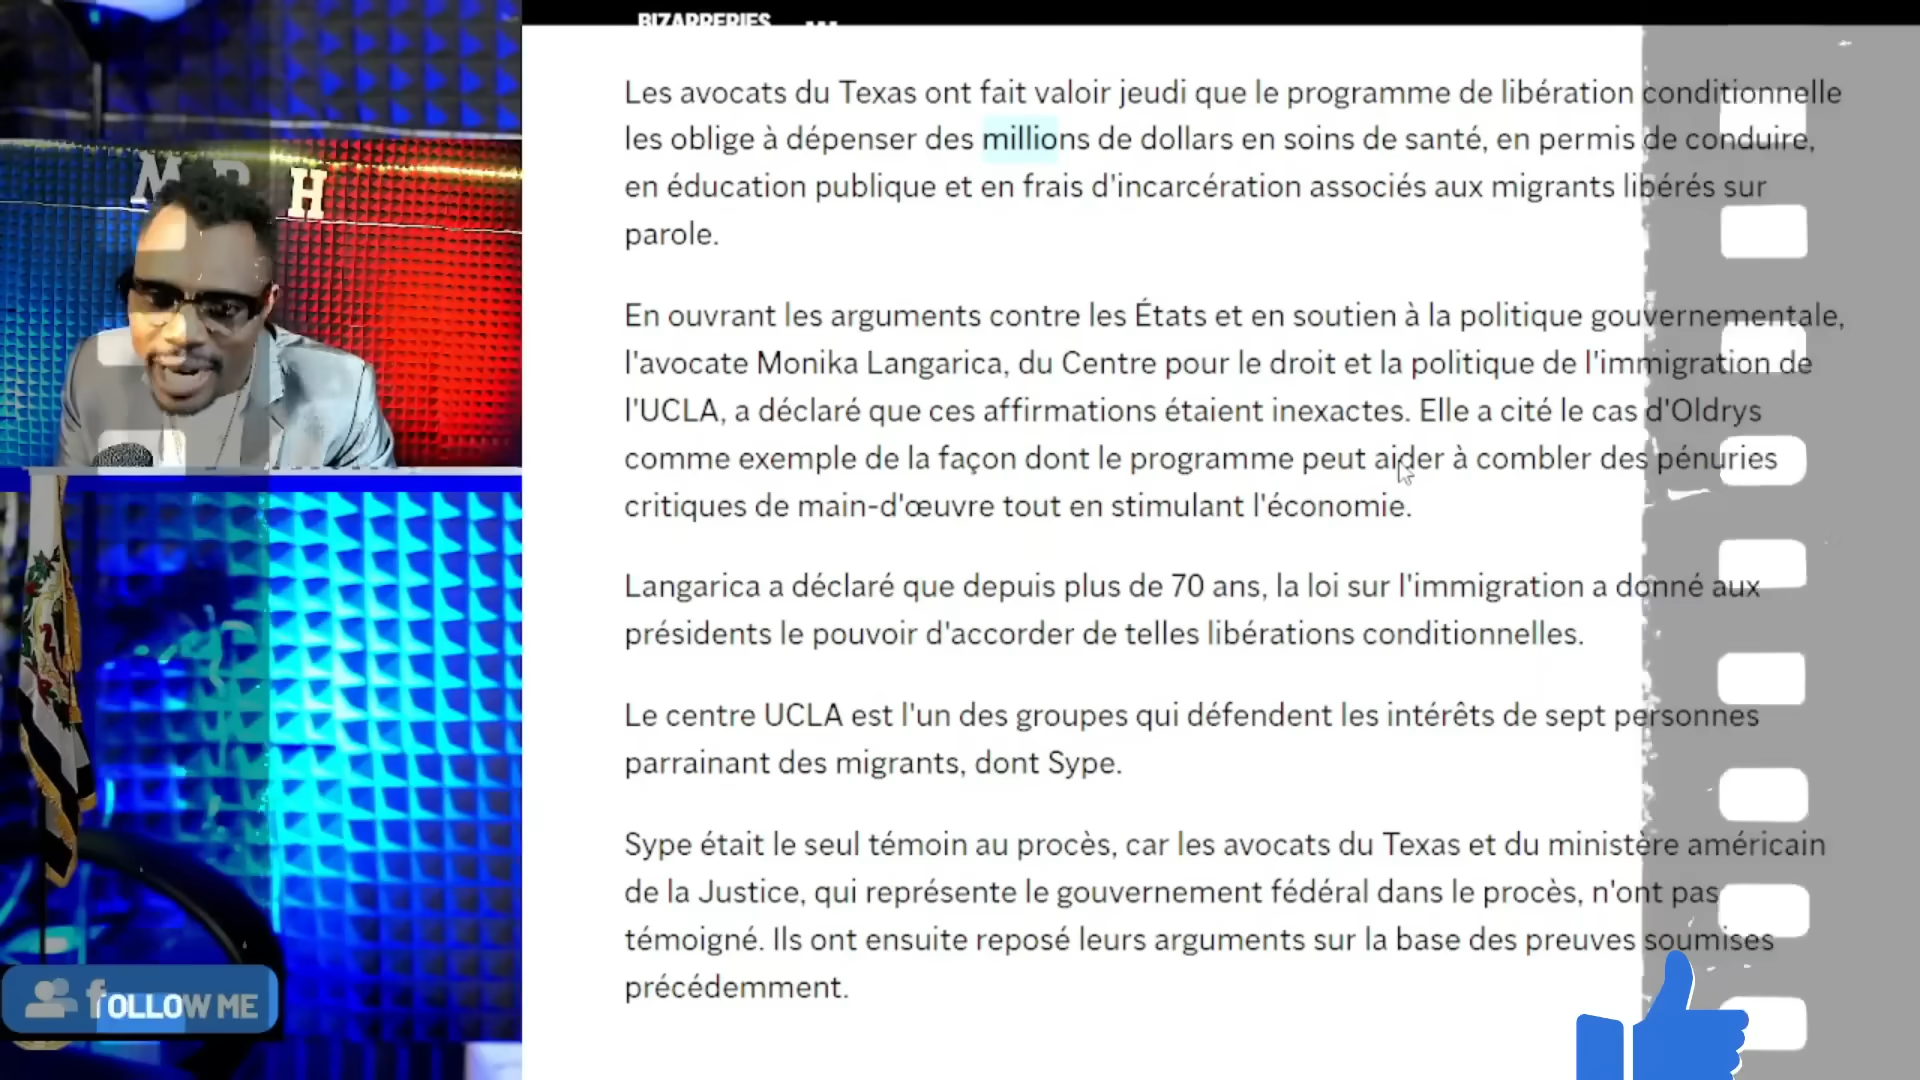 BIZARRERIES ...
Les avocats du Texas ont fait valoir jeudi que le programme de libération conditionnelle
les oblige à dépenser des millions de dollars en soins de santé, en permis de conduire,
en éducation publique et en frais d'incarcération associés aux migrants libérés sur
parole.
En ouvrant les arguments contre les États et en soutien à la politique gouvernementale,
l'avocate Monika Langarica, du Centre pour le droit et la politique de l'immigration de
l'UCLA, a déclaré que ces affirmations étaient inexactes. Elle a cité le cas d'Oldrys
comme exemple de la façon dont le programme peut aider à combler des pénuries
critiques de main-d'œuvre tout en stimulant l'économie.
Langarica a déclaré que depuis plus de 70 ans, la loi sur l'immigration a donné aux
présidents le pouvoir d'accorder de telles libérations conditionnelles.
Le centre UCLA est l'un des groupes qui défendent les intérêts de sept personnes
parrainant des migrants, dont Sype.
Sype était le seul témoin au procès, car les avocats du Texas et du ministère américain
de la Justice, qui représente le gouvernement fédéral dans le procès, n'ont pas
témoigné. Ils ont ensuite reposé leurs arguments sur la base des preuves soumises
précédemment.
M R H
fOLLOW ME